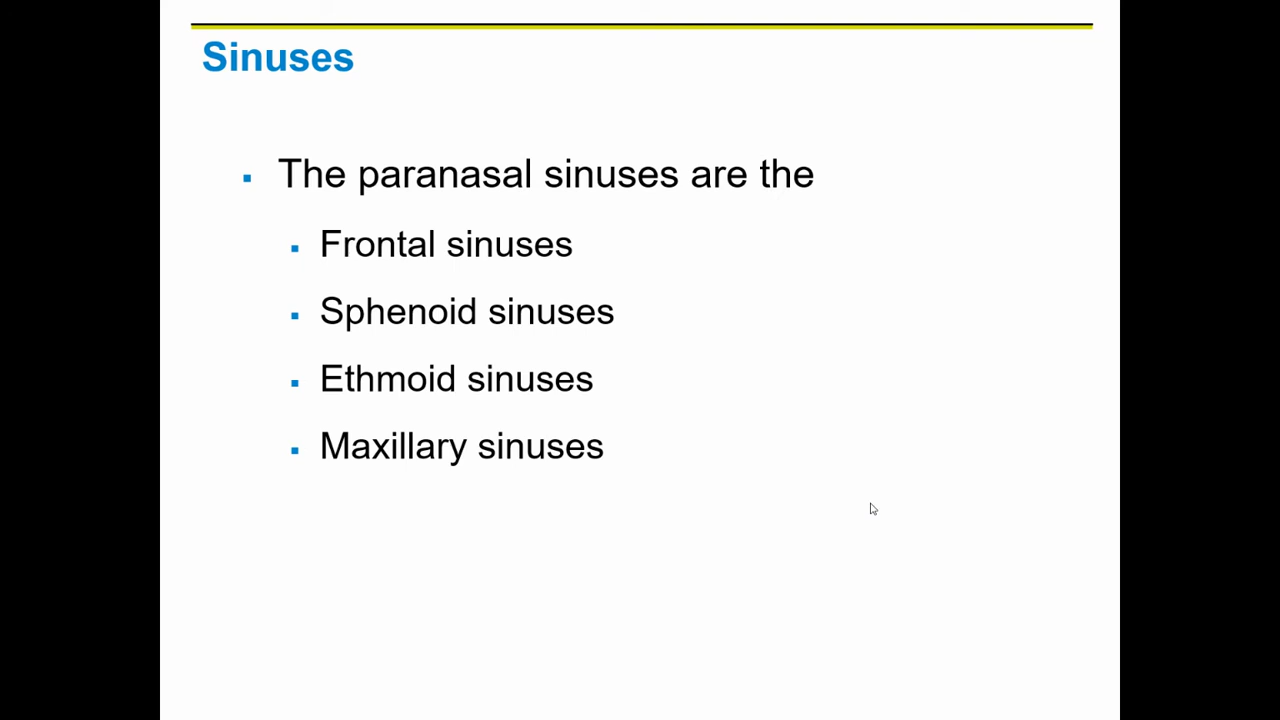 Sinuses
The paranasal sinuses are the
Frontal sinuses
Sphenoid sinuses
Ethmoid sinuses
Maxillary sinuses